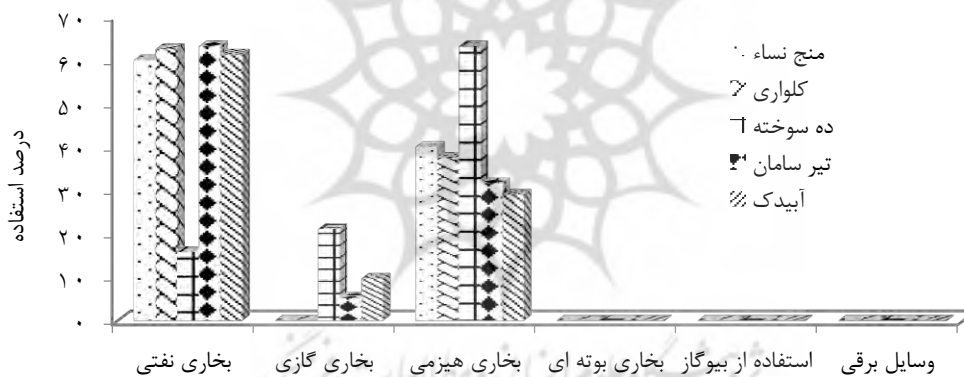 درصد استفاده
۷۰
۶۰
۵۰
۴۰
۳۰
۲۰
۱۰
۰
منج نساء
کلواری
ده سوخته
تیر سامان
آبیدک
بخاری نفتی
بخاری گازی
بخاری هیزمی
بخاری بوته ای
استفاده از بیوگاز
وسایل برقی